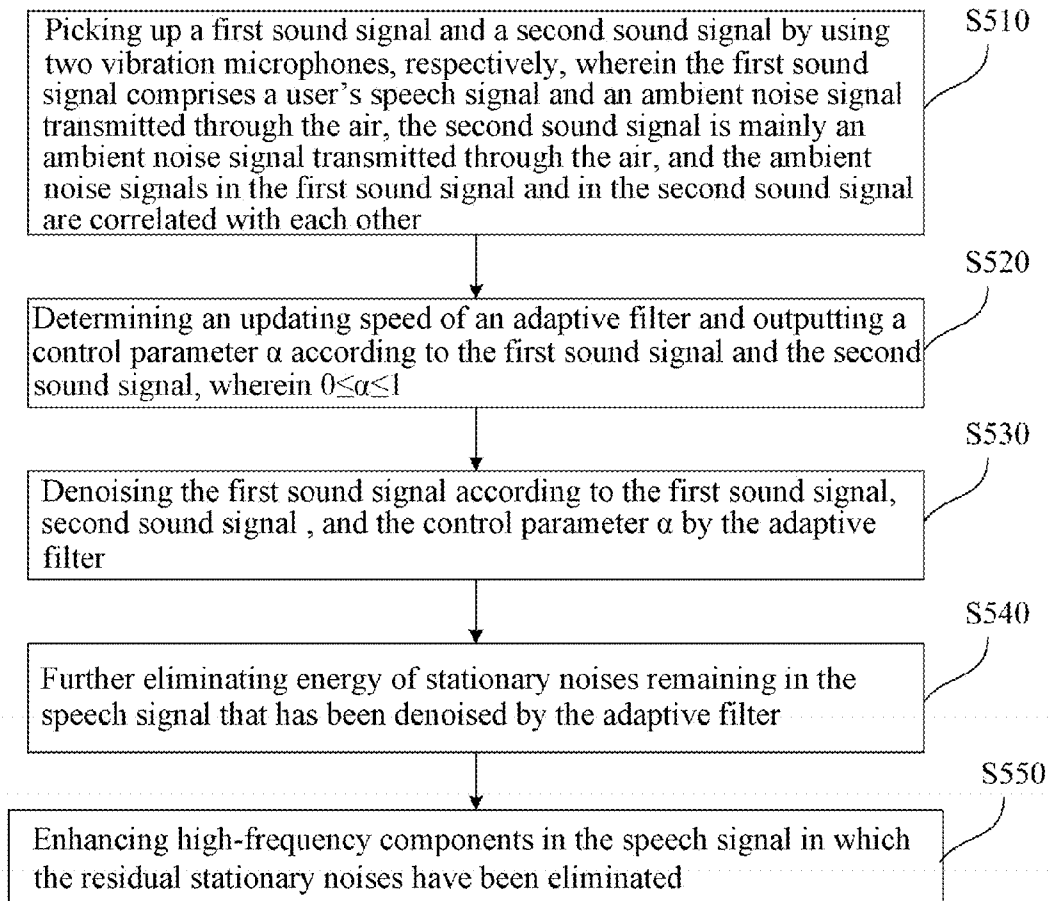 S510
Picking up a first sound signal and a second sound signal by using
two vibration microphones, respectively, wherein the first sound
signal comprises a user's speech signal and an ambient noise signal
transmitted through the air, the second sound signal is mainly an
ambient noise signal transmitted through the air, and the ambient
noise signals in the first sound signal and in the second sound signal
are correlated with each other
S520
Determining an updating speed of an adaptive filter and outputting a
control parameter α according to the first sound signal and the second
sound signal, wherein 0≤α≤1
S530
Denoising the first sound signal according to the first sound signal,
second sound signal , and the control parameter α by the adaptive
filter
S540
Further eliminating energy of stationary noises remaining in the
speech signal that has been denoised by the adaptive filter
S550
Enhancing high-frequency components in the speech signal in which
the residual stationary noises have been eliminated